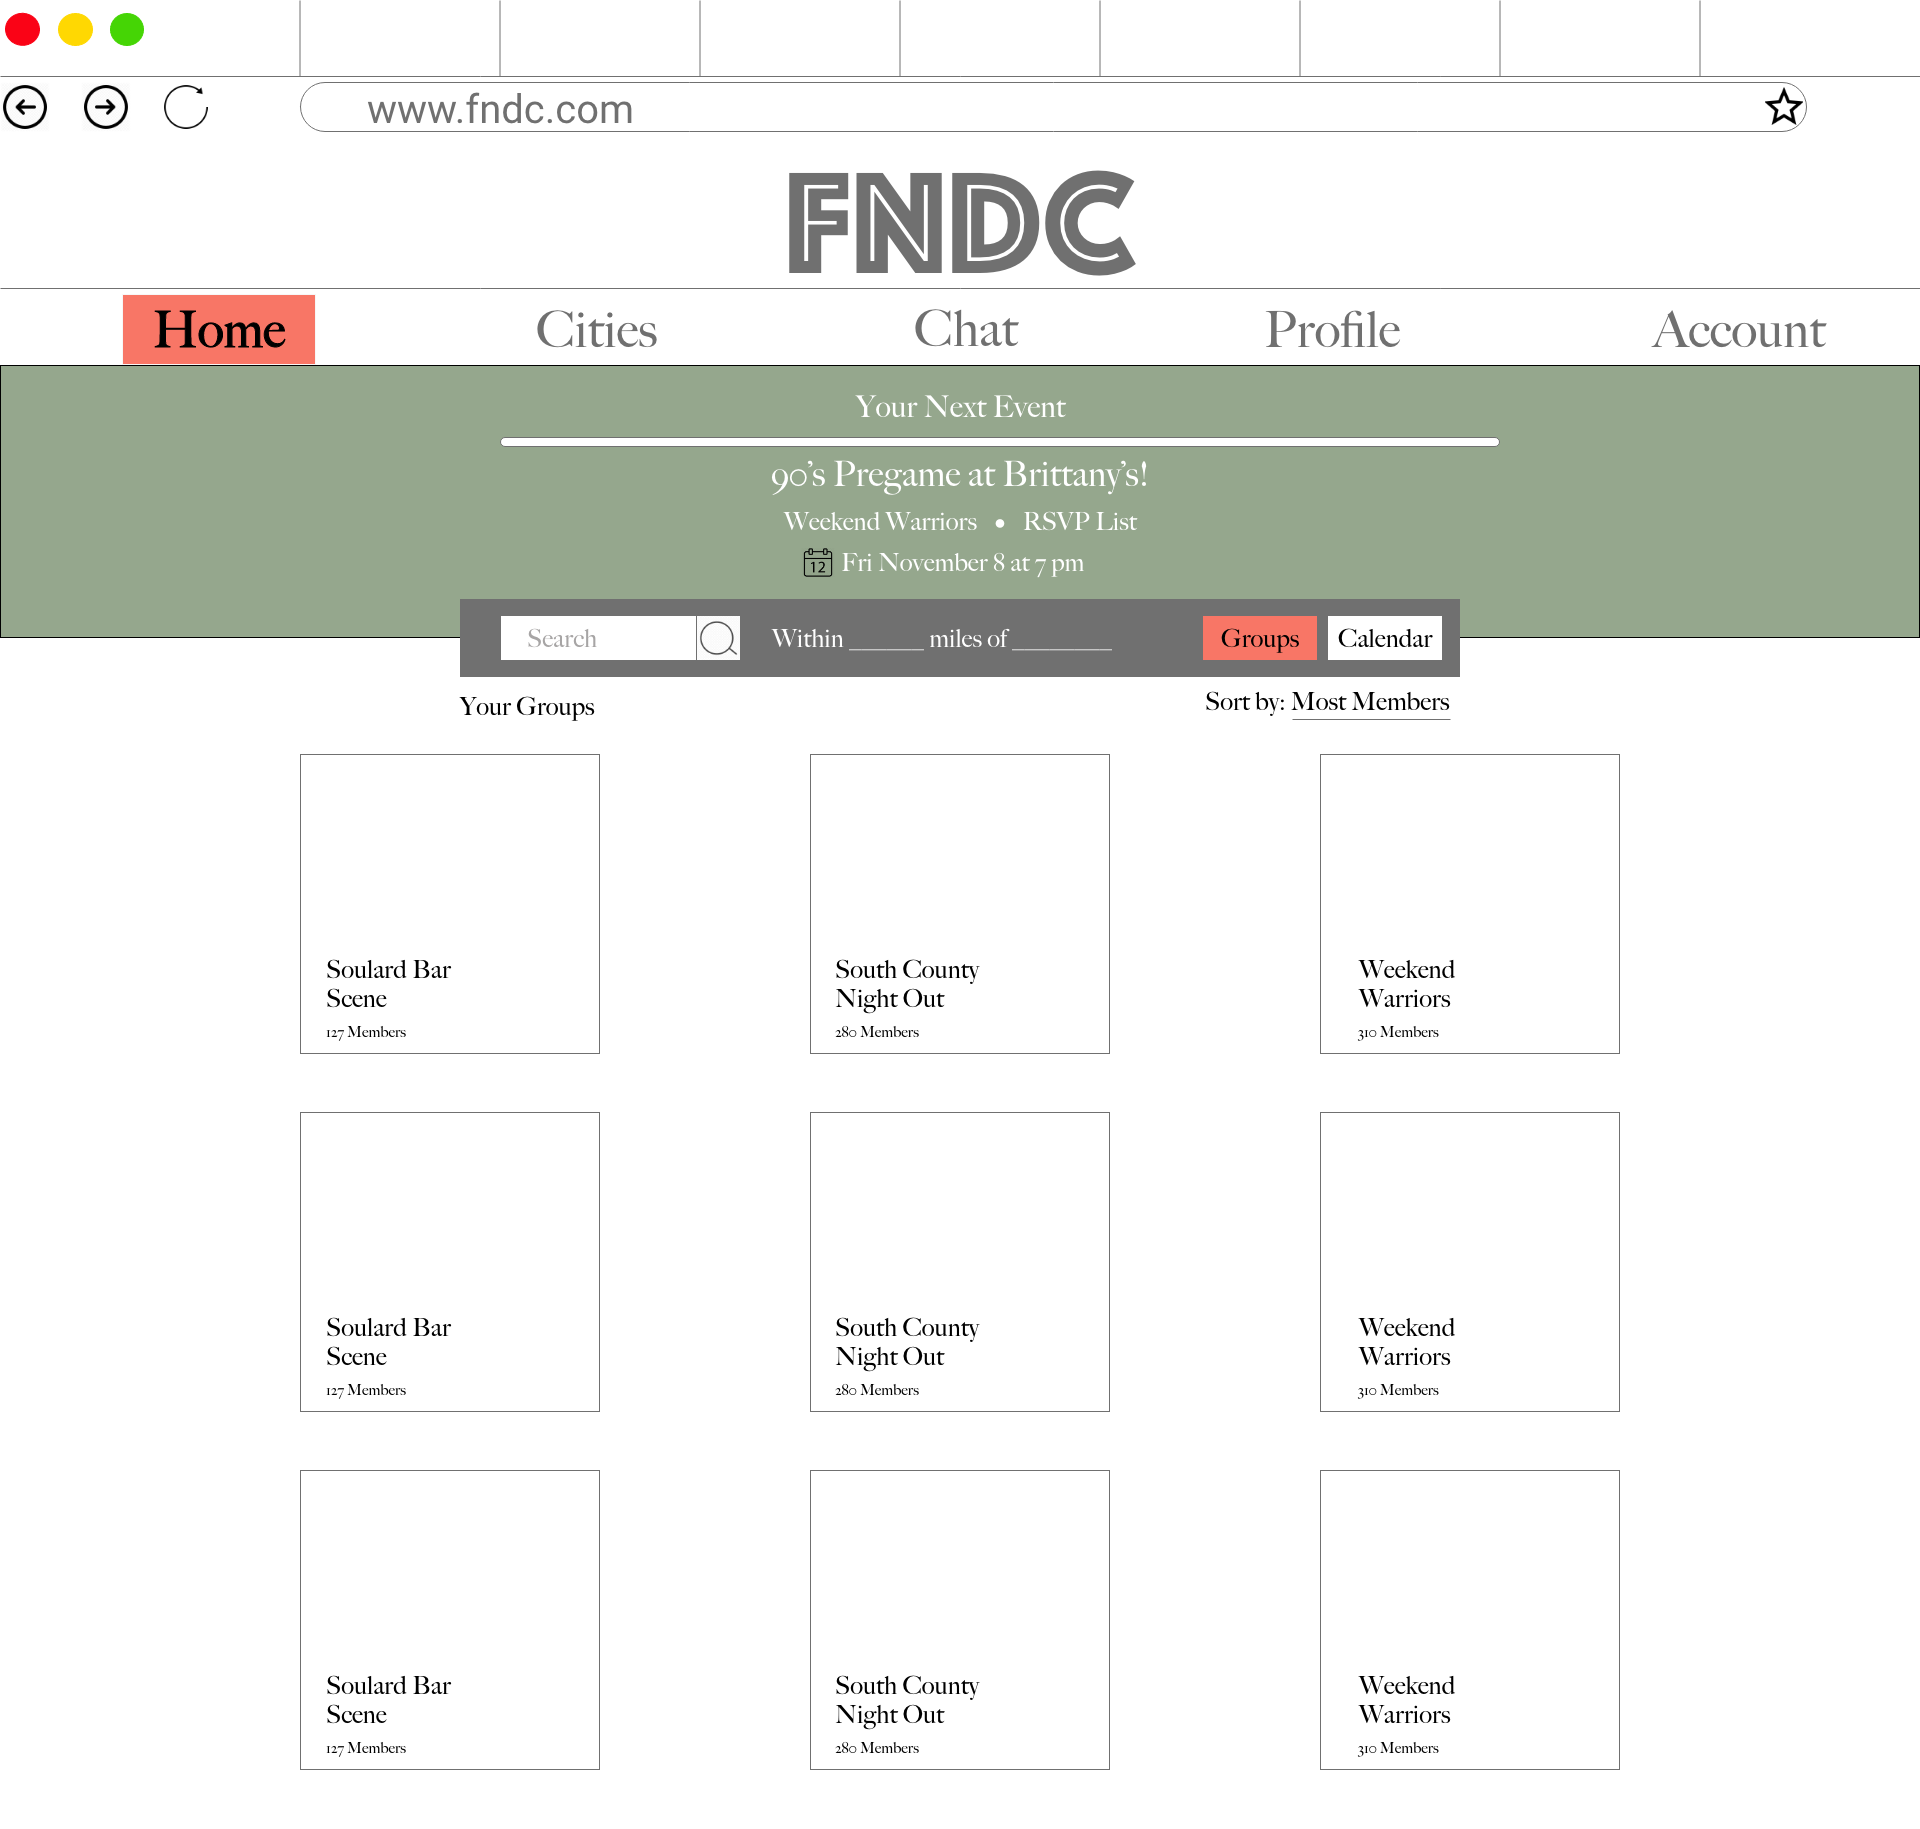 www.fndc.com
FNDC
Home Cities Chat Profile Account
Your Next Event
90’s Pregame at Brittany’s!
Weekend Warriors • RSVP List
12 Fri November 8 at 7 pm
Search Within ______ miles of ________ Groups Calendar
Your Groups Sort by: Most Members
Soulard Bar
Scene
127 Members
South County
Night Out
280 Members
Weekend
Warriors
310 Members
Soulard Bar
Scene
127 Members
South County
Night Out
280 Members
Weekend
Warriors
310 Members
Soulard Bar
Scene
127 Members
South County
Night Out
280 Members
Weekend
Warriors
310 Members